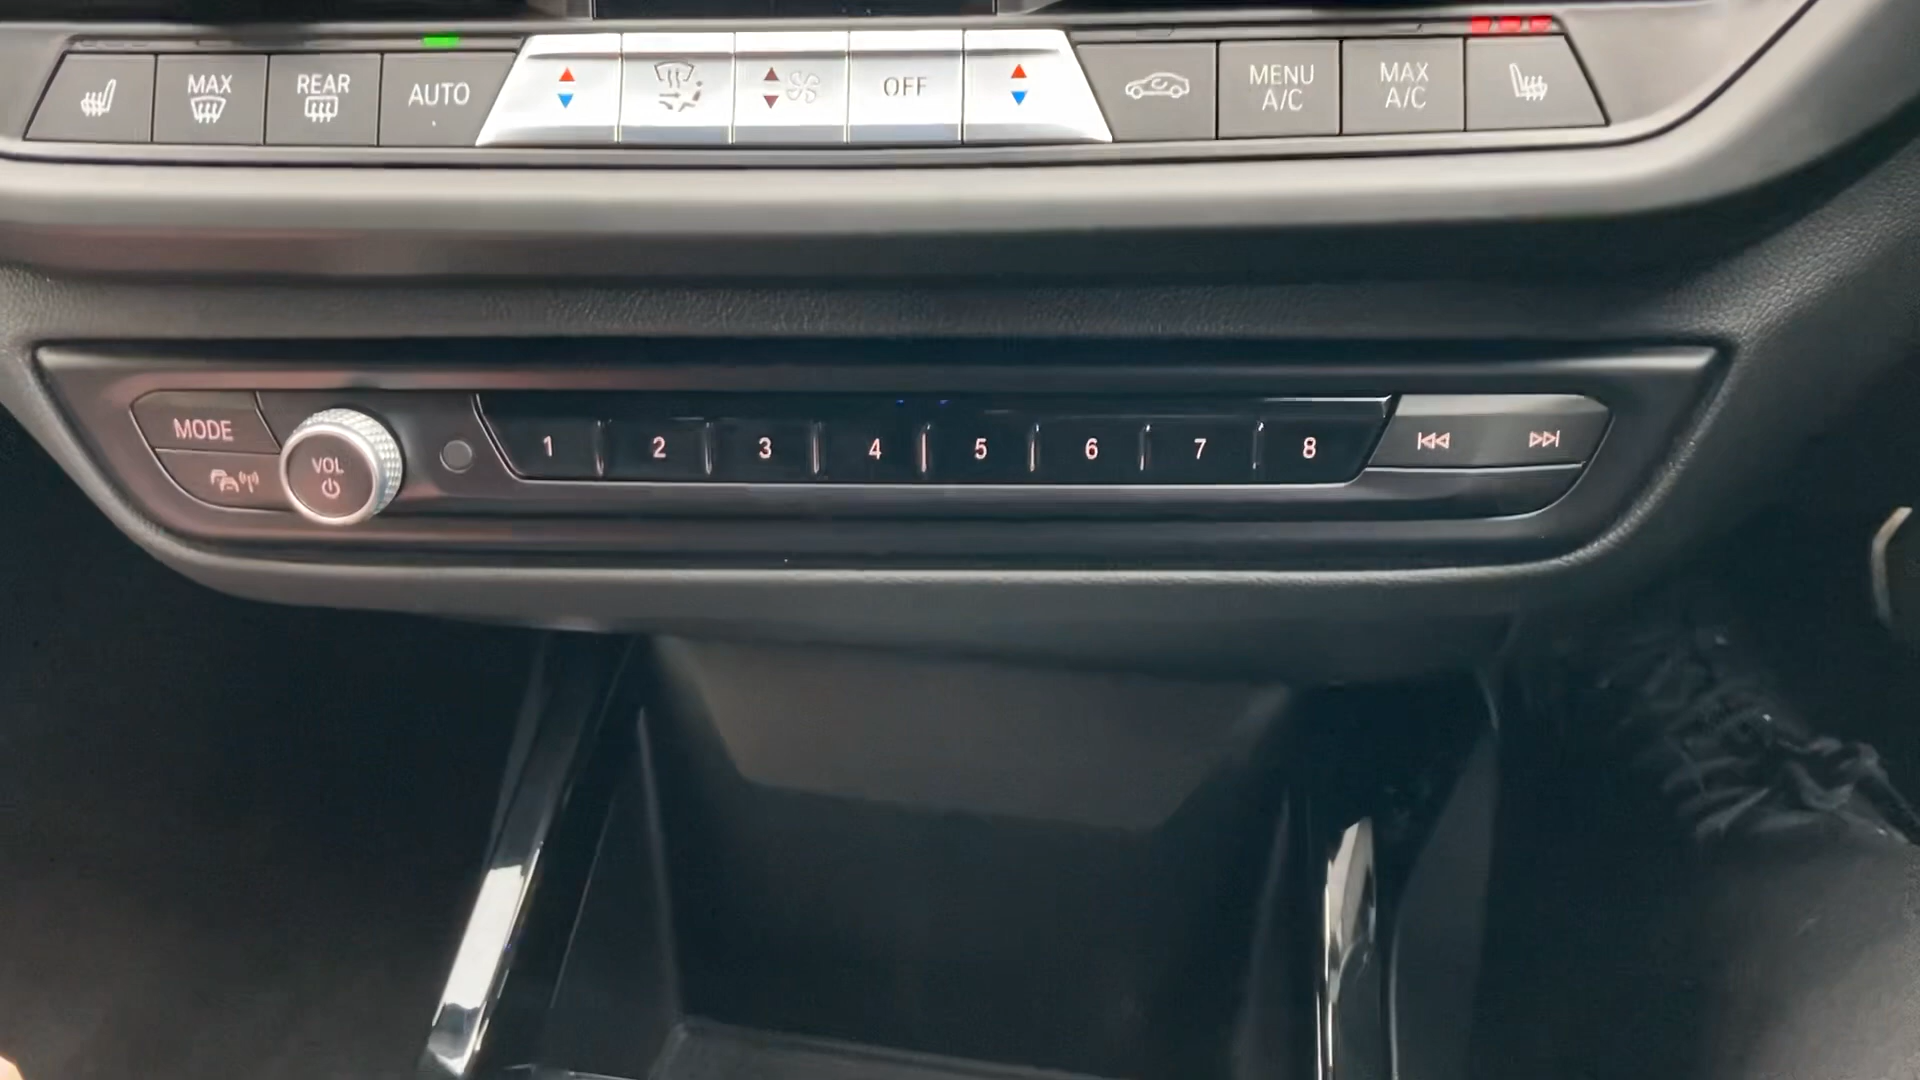 MAX
REAR
AUTO
OFF
MENU
A/C
MAX
A/C
MODE
VOL
1 2 3 4 5 6 7 8